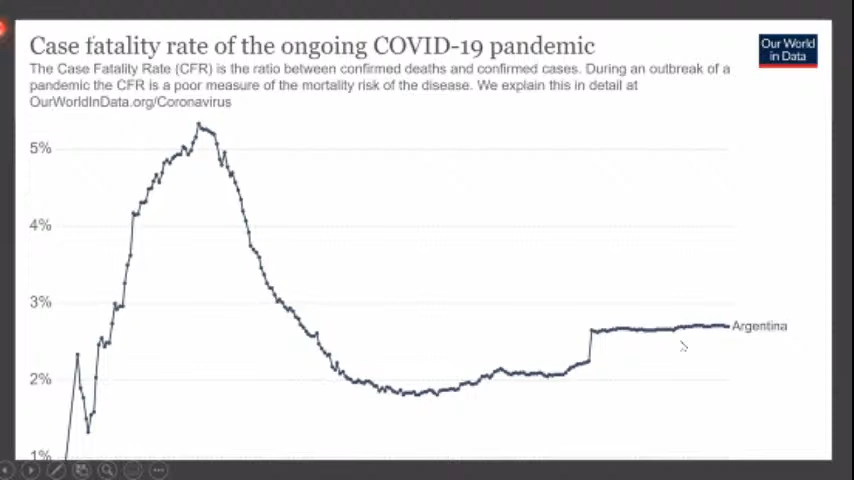 Case fatality rate of the ongoing COVID-19 pandemic
Our World
in Data
The Case Fatality Rate (CFR) is the ratio between confirmed deaths and confirmed cases. During an outbreak of a
pandemic the CFR is a poor measure of the mortality risk of the disease. We explain this in detail at
OurWorldInData.org/Coronavirus
5%
4%
3%
Argentina
2%
1%